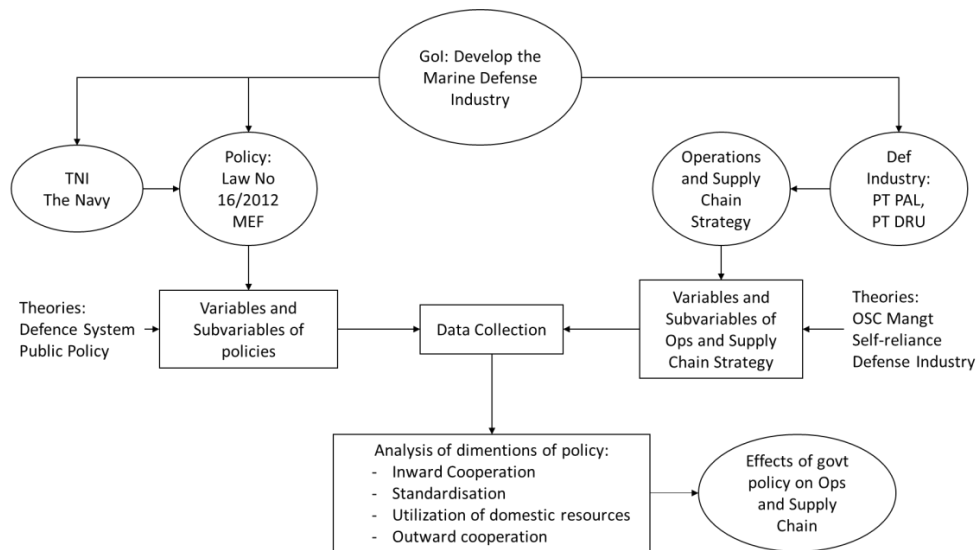 GoI: Develop the
Marine Defense
Industry
TNI
The Navy
Policy:
Law No
16/2012
MEF
Operations
and Supply
Chain
Strategy
Def
Industry:
PT PAL,
PT DRU
Theories:
Defence System
Public Policy
Variables and
Subvariables of
policies
Data Collection
Variables and
Subvariables of
Ops and Supply
Chain Strategy
Theories:
OSC Mangt
Self-reliance
Defense Industry
Analysis of dimentions of policy:
- Inward Cooperation
- Standardisation
- Utilization of domestic resources
- Outward cooperation
Effects of govt
policy on Ops
and Supply
Chain